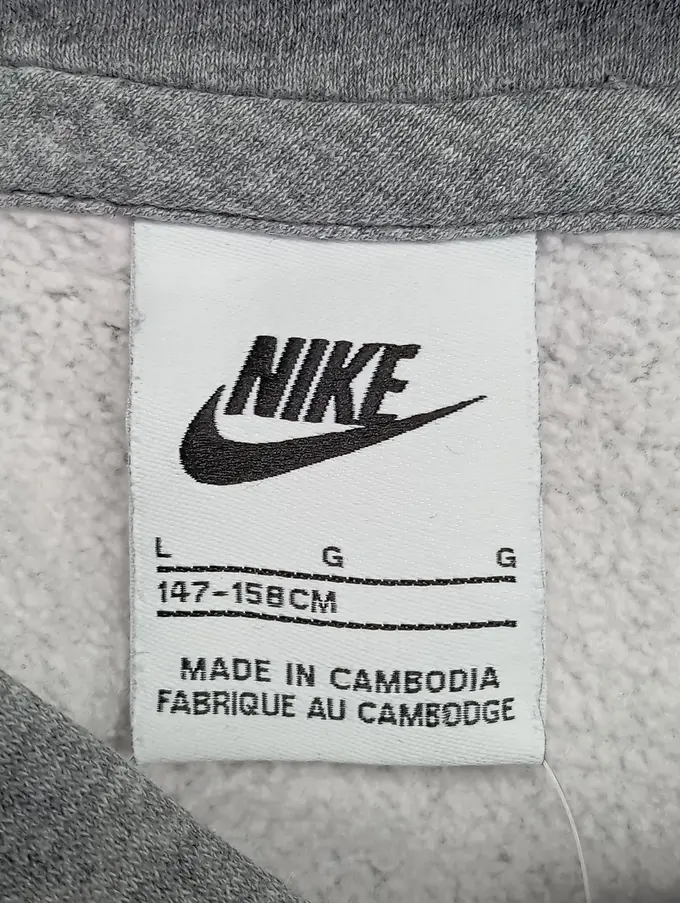 NIKE
L G G
147-158CM
MADE IN CAMBODIA
FABRIQUE AU CAMBODGE